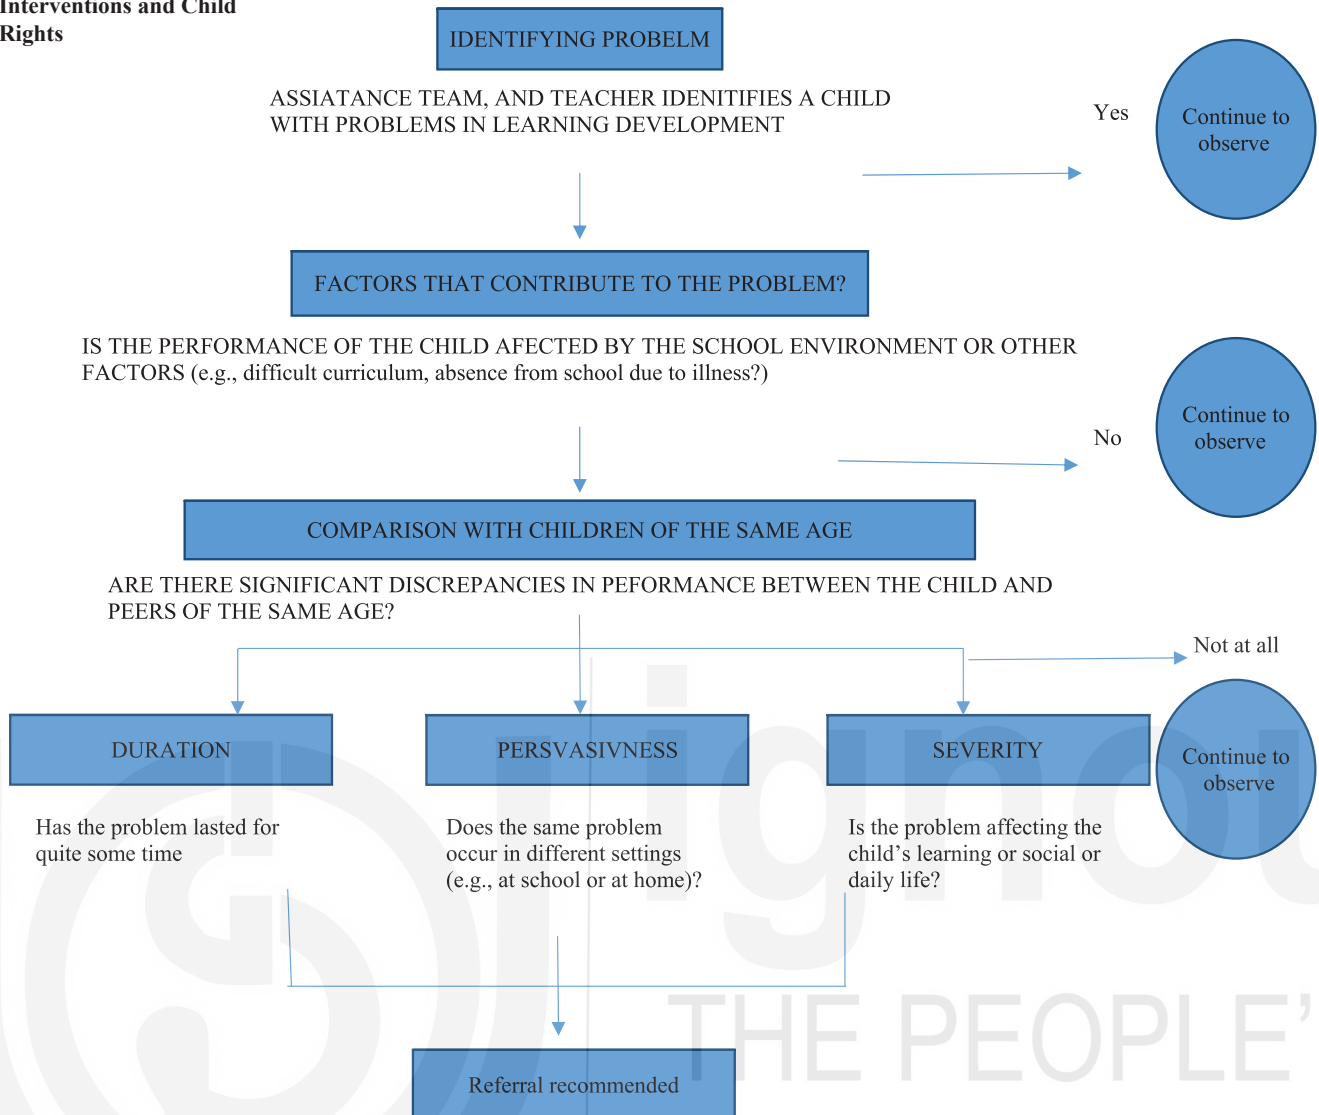 Interventions and Child
Rights
IDENTIFYING PROBELM
ASSIATANCE TEAM, AND TEACHER IDENITIFIES A CHILD
WITH PROBLEMS IN LEARNING DEVELOPMENT
Yes
Continue to
observe
FACTORS THAT CONTRIBUTE TO THE PROBLEM?
IS THE PERFORMANCE OF THE CHILD AFECTED BY THE SCHOOL ENVIRONMENT OR OTHER
FACTORS (e.g., difficult curriculum, absence from school due to illness?)
No
Continue to
observe
COMPARISON WITH CHILDREN OF THE SAME AGE
ARE THERE SIGNIFICANT DISCREPANCIES IN PEFORMANCE BETWEEN THE CHILD AND
PEERS OF THE SAME AGE?
Not at all
Continue to
observe
DURATION
PERSVASIVNESS
SEVERITY
Has the problem lasted for
quite some time
Does the same problem
occur in different settings
(e.g., at school or at home)?
Is the problem affecting the
child's learning or social or
daily life?
Referral recommended
ignou
THE PEOPLE'